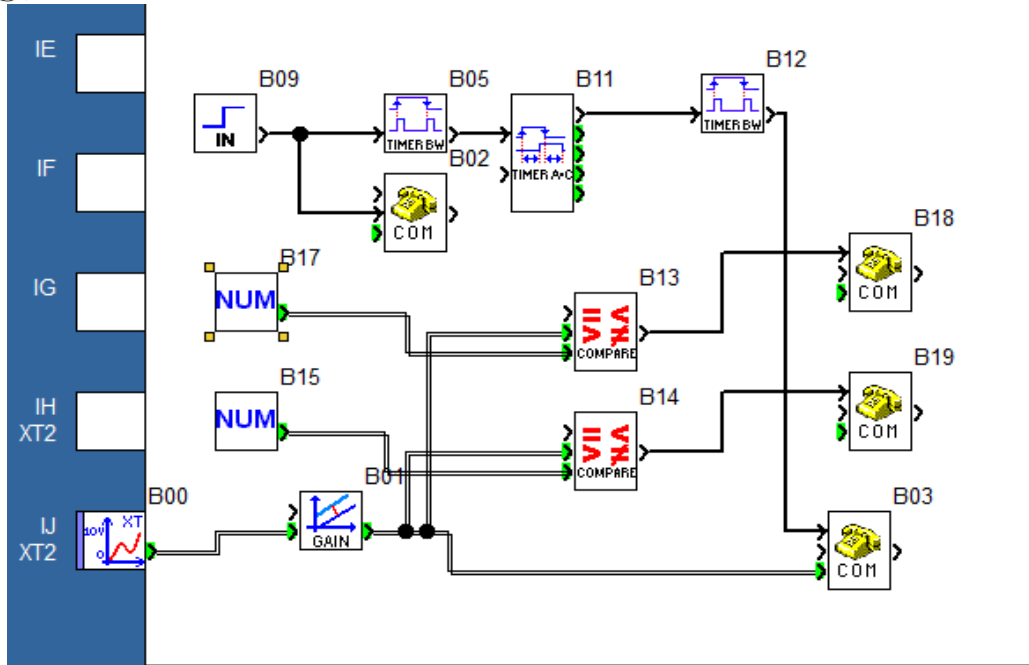 IE
B09
B05
B11
B12
IN
TIMER BW
TIMER A•C
TIMER BW
IF
B02
COM
B18
IG
B17
B13
NUM
COM
COMPARE
B19
IH
XT2
B15
B14
NUM
COM
COMPARE
B00
B01
B03
IJ
XT2
10V
XT
0
GAIN
COM